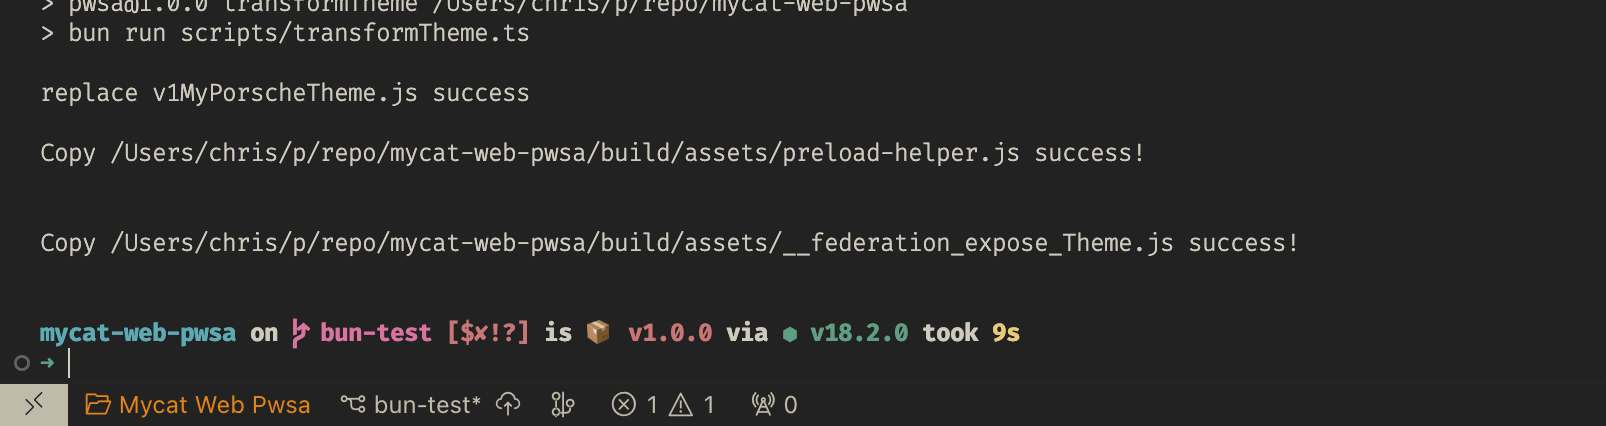 > pwsa@1.0.0 transformTheme /Users/chris/p/repo/mycat-web-pwsa
> bun run scripts/transformTheme.ts
replace v1MyPorscheTheme.js success
Copy /Users/chris/p/repo/mycat-web-pwsa/build/assets/preload-helper.js success!
Copy /Users/chris/p/repo/mycat-web-pwsa/build/assets/__federation_expose_Theme.js success!
mycat-web-pwsa on bun-test [$✘!?] is 📦 v1.0.0 via ⬢ v18.2.0 took 9s
➜
Mycat Web Pwsa bun-test* 1 1 0